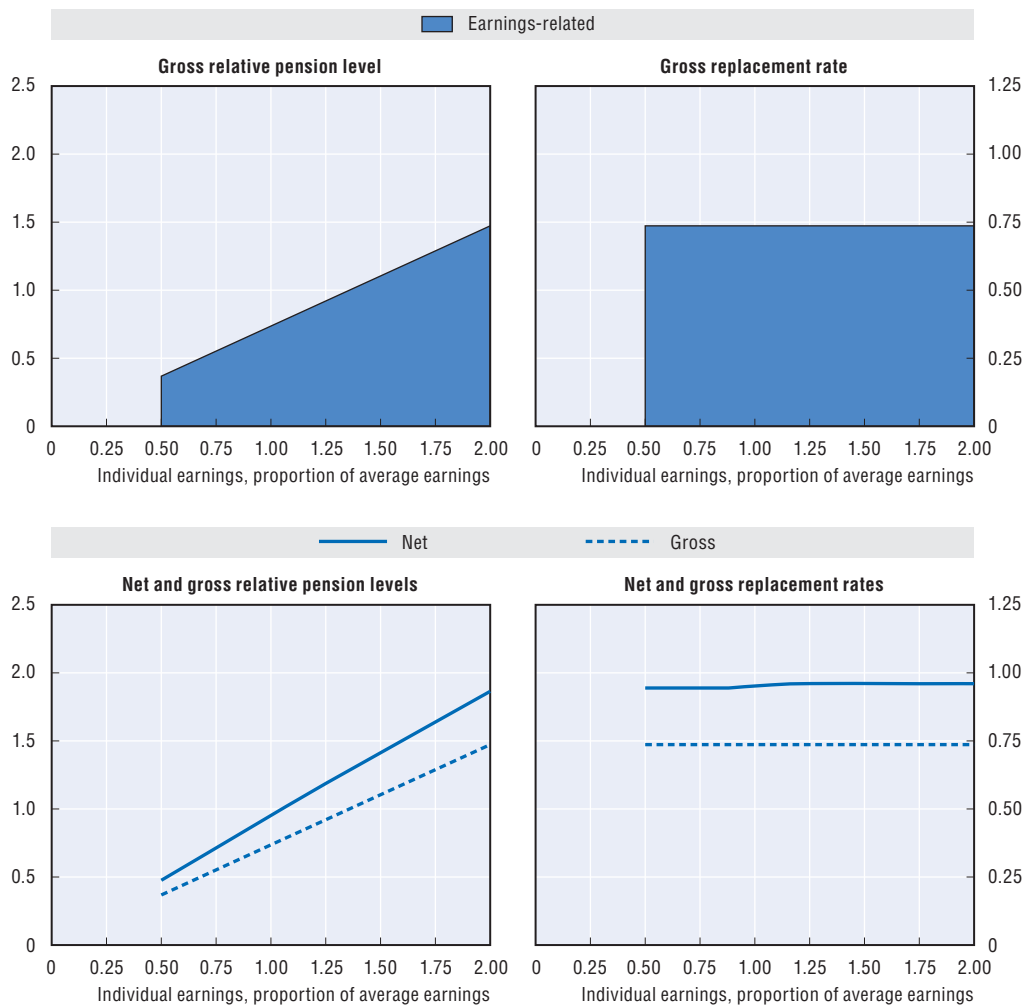 Earnings-related
Gross relative pension level
Gross replacement rate
2.5
2.0
1.5
1.0
0.5
0
0 0.25 0.50 0.75 1.00 1.25 1.50 1.75 2.00
Individual earnings, proportion of average earnings
1.25
1.00
0.75
0.50
0.25
0
0 0.25 0.50 0.75 1.00 1.25 1.50 1.75 2.00
Individual earnings, proportion of average earnings
Net Gross
Net and gross relative pension levels
Net and gross replacement rates
2.5
2.0
1.5
1.0
0.5
0
0 0.25 0.50 0.75 1.00 1.25 1.50 1.75 2.00
Individual earnings, proportion of average earnings
1.25
1.00
0.75
0.50
0.25
0
0 0.25 0.50 0.75 1.00 1.25 1.50 1.75 2.00
Individual earnings, proportion of average earnings